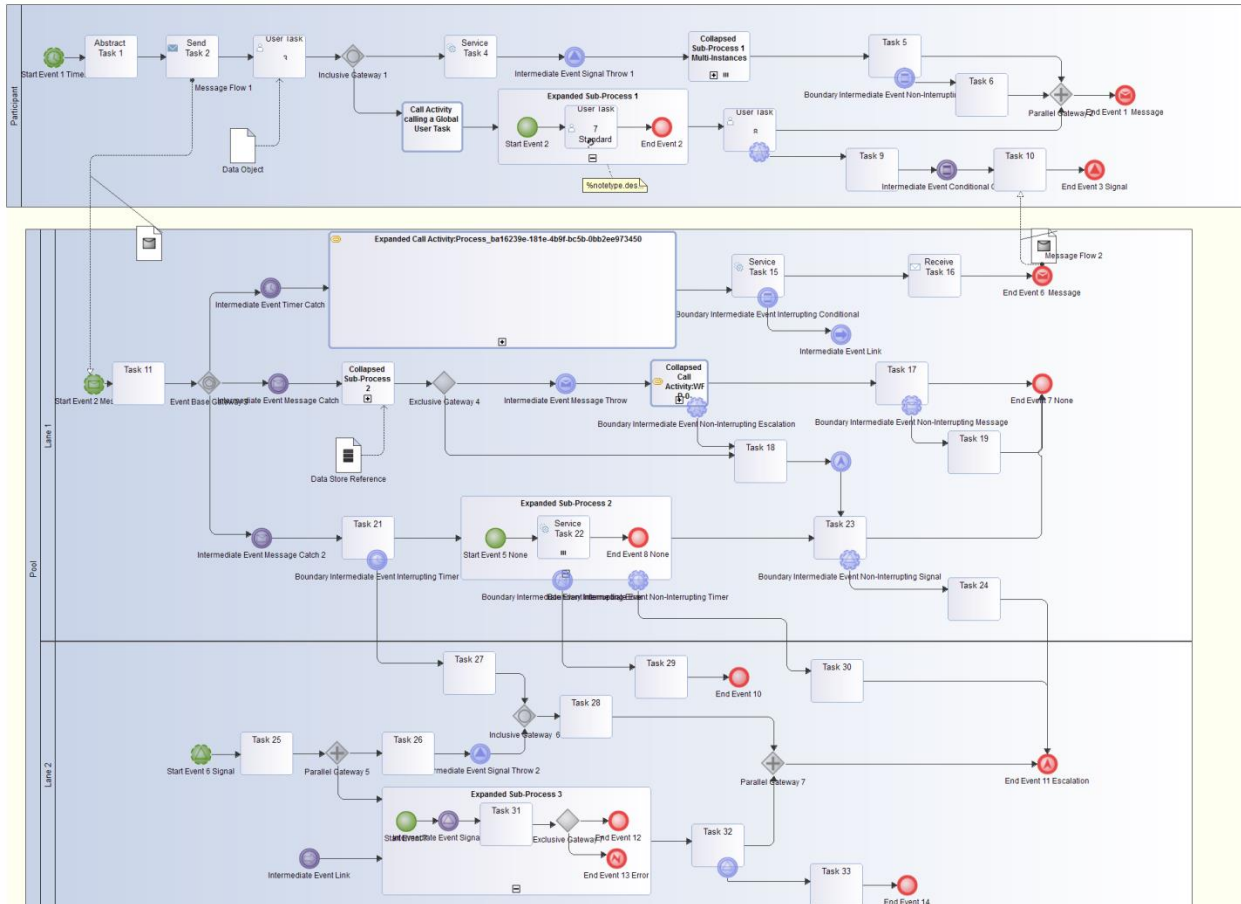 Participant
Start Event 1 Time
Abstract
Task 1
Send
Task 2
Message Flow 1
User Task
Data Object
Inclusive Gateway 1
Service
Task 4
Intermediate Event Signal Throw 1
Collapsed
Sub-Process 1
Multi-Instances
Task 5
Boundary Intermediate Event Non-Interrupti
Task 6
Parallel Gateway
End Event 1 Message
Call Activity
calling a Global
User Task
Expanded Sub-Process 1
Start Event 2
User Task
7
Standard
End Event 2
%notetype.des
User Task
Task 9
Intermediate Event Conditional
Task 10
End Event 3 Signal
Pool
Lane 1
Expanded Call Activity:Process_ba16239e-181e-4b9f-bc5b-0bb2ee973450
Intermediate Event Timer Catch
Service
Task 15
Boundary Intermediate Event Interrupting Conditional
Intermediate Event Link
Receive
Task 16
Message Flow 2
End Event 6 Message
Start Event 2 Mes
Task 11
Event Base Gateway
Intermediate Event Message Catch
Collapsed
Sub-Process
2
Data Store Reference
Exclusive Gateway 4
Intermediate Event Message Throw
Collapsed
Call
Activity:WF
Boundary Intermediate Event Non-Interrupting Escalation
Task 17
Boundary Intermediate Event Non-Interrupting Message
End Event 7 None
Task 18
Task 19
Intermediate Event Message Catch 2
Task 21
Boundary Intermediate Event Interrupting Timer
Expanded Sub-Process 2
Start Event 5 None
Service
Task 22
End Event 8 None
Boundary Intermediate Event Non-Interrupting Timer
Task 23
Boundary Intermediate Event Non-Interrupting Signal
Task 24
Lane 2
Task 27
Task 29
End Event 10
Task 30
Task 28
Inclusive Gateway 6
Start Event 6 Signal
Task 25
Parallel Gateway 5
Task 26
mediate Event Signal Throw 2
Parallel Gateway 7
End Event 11 Escalation
Expanded Sub-Process 3
Task 31
Exclusive Gateway
End Event 12
End Event 13 Error
Intermediate Event Link
Task 32
Task 33
End Event 14